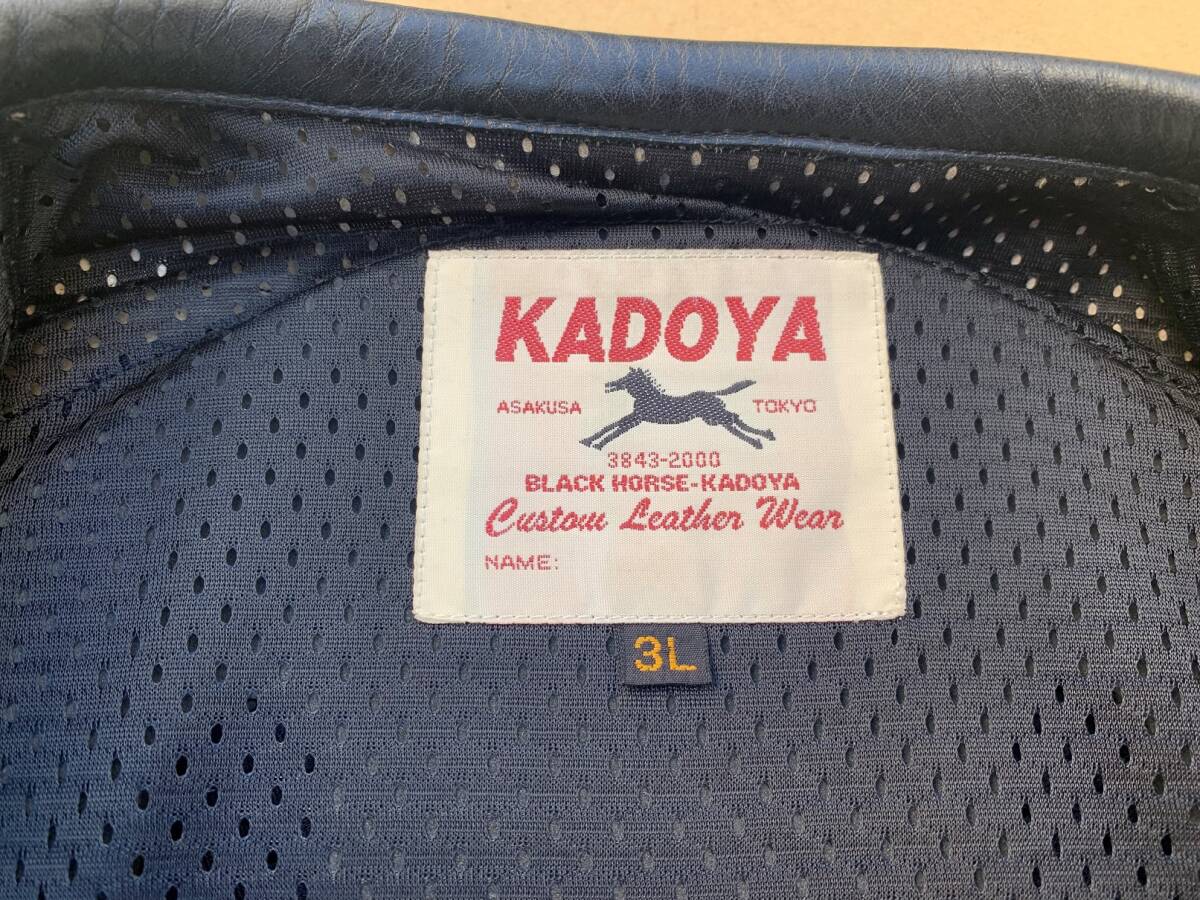 KADOYA
ASAKUSA TOKYO
3843-2000
BLACK HORSE-KADOYA
Custom Leather Wear
NAME:
3L